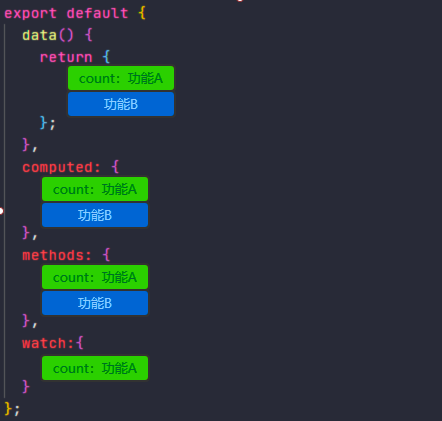 export default {
data() {
return {
count: 功能A
功能B
};
},
computed: {
count: 功能A
功能B
},
methods: {
count: 功能A
功能B
},
watch:{
count: 功能A
}
};